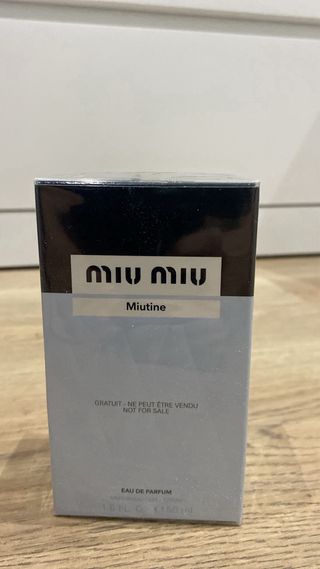 miu miu
Miutine
GRATUIT - NE PEUT ÊTRE VENDU
NOT FOR SALE
EAU DE PARFUM